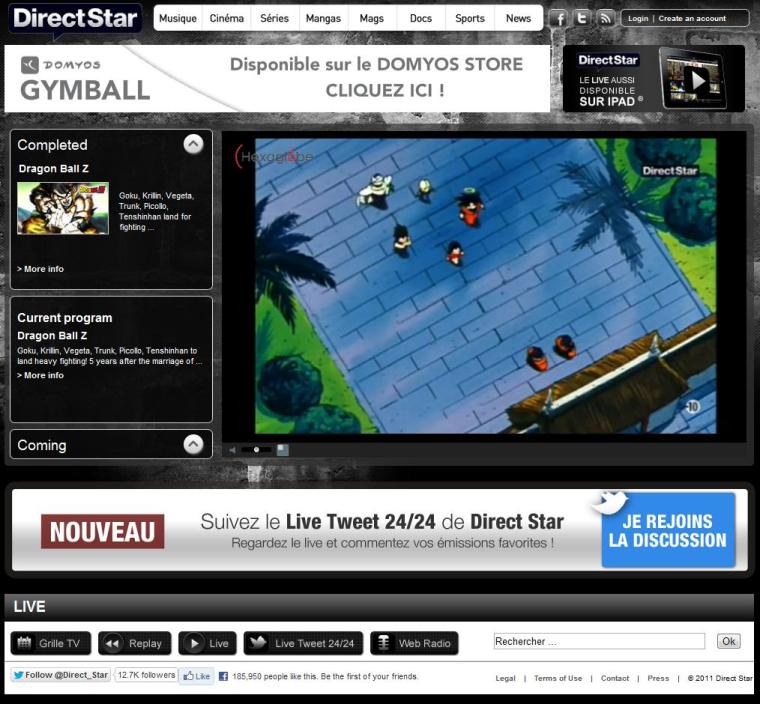 DirectStar
Musique Cinéma Séries Mangas Mags Docs Sports News
Login | Create an account
DOMYOS
GYMBALL
Disponible sur le DOMYOS STORE
CLIQUEZ ICI !
DirectStar
LE LIVE AUSSI
DISPONIBLE
SUR IPAD ®
Completed
Dragon Ball Z
Goku, Krillin, Vegeta,
Trunk, Picollo,
Tenshinhan land for
fighting ...
> More info
Current program
Dragon Ball Z
Goku, Krillin, Vegeta, Trunk, Picollo, Tenshinhan to
land heavy fighting! 5 years after the marriage of ...
> More info
Coming
Hexaglobe
DirectStar
-10
NOUVEAU
Suivez le Live Tweet 24/24 de Direct Star
Regardez le live et commentez vos émissions favorites !
JE REJOINS
LA DISCUSSION
LIVE
Grille TV Replay Live Live Tweet 24/24 Web Radio
Rechercher ... Ok
Follow @Direct_Star 12.7K followers Like 185,950 people like this. Be the first of your friends.
Legal | Terms of Use | Contact | Press | © 2011 Direct Star